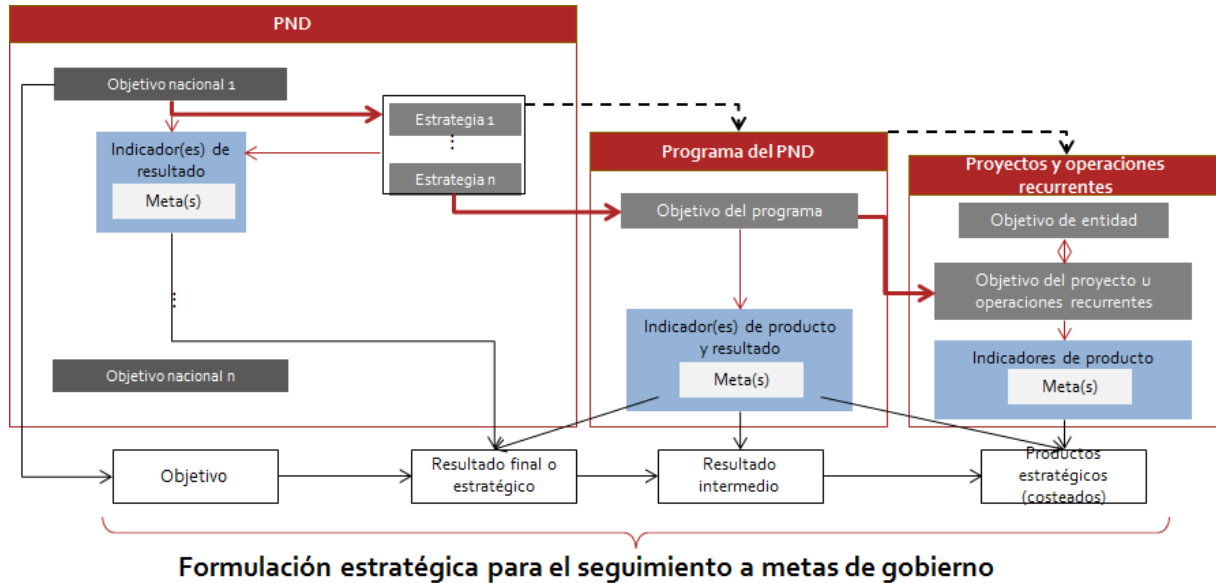 PND
Objetivo nacional 1
Estrategia 1
Estrategia n
Indicador(es) de
resultado
Meta(s)
Objetivo nacional n
Programa del PND
Objetivo del programa
Indicador(es) de producto
y resultado
Meta(s)
Proyectos y operaciones
recurrentes
Objetivo de entidad
Objetivo del proyecto u
operaciones recurrentes
Indicadores de producto
Meta(s)
Objetivo
Resultado final o
estratégico
Resultado
intermedio
Productos
estratégicos
(costeados)
Formulación estratégica para el seguimiento a metas de gobierno